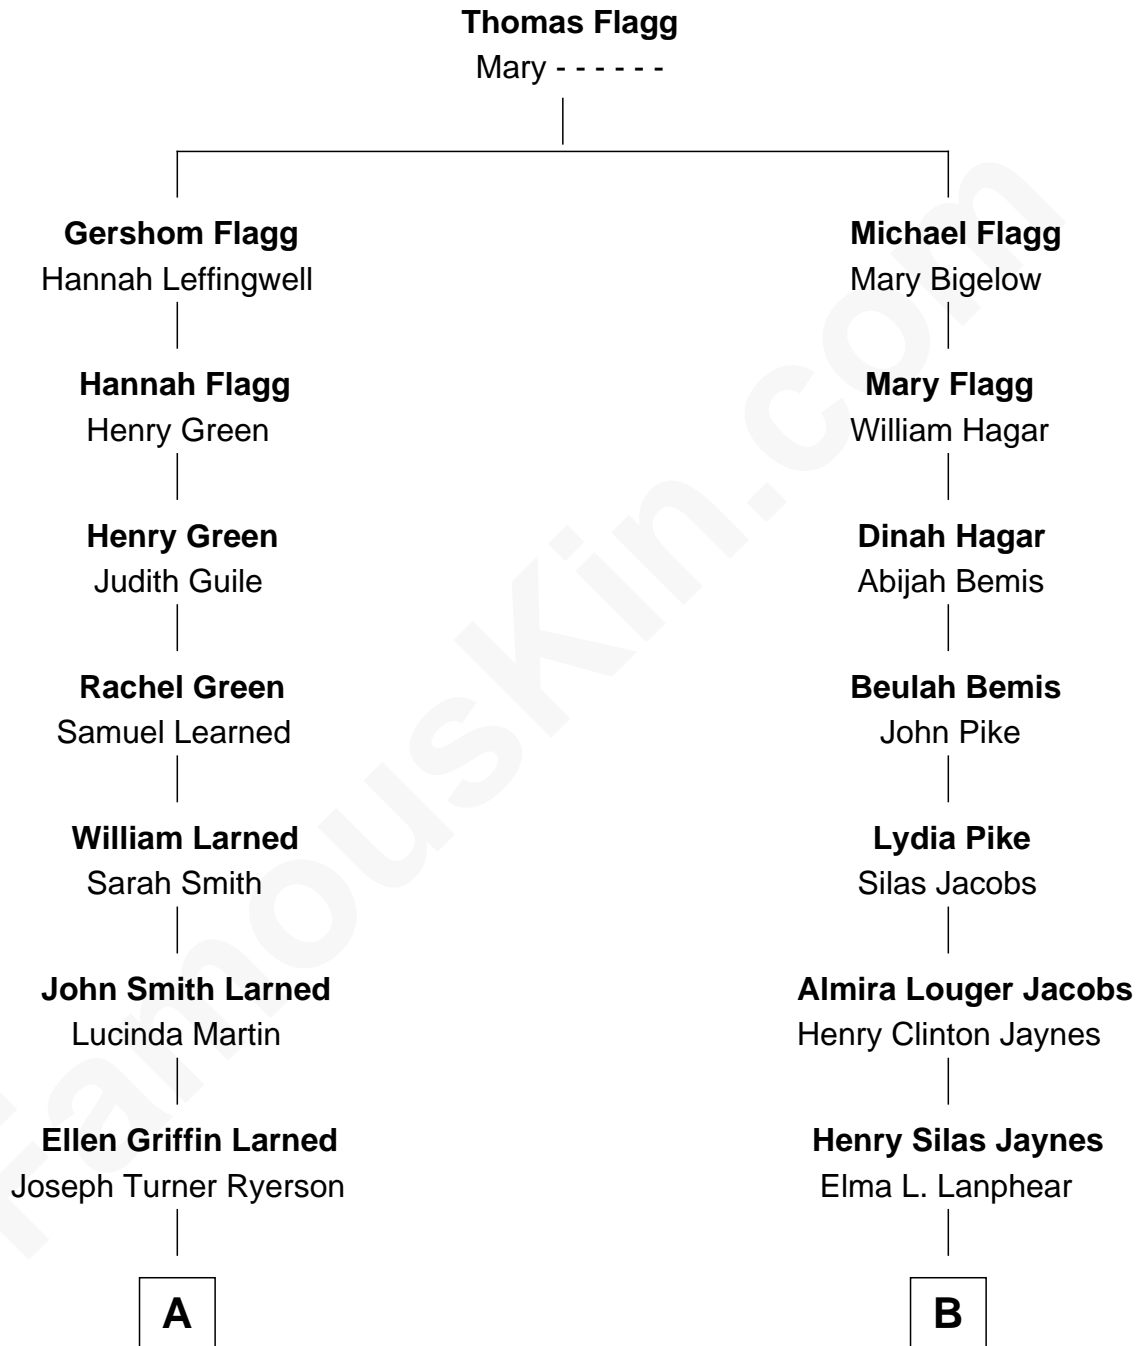 Thomas Flagg
Mary - - - - - -
Gershom Flagg
Hannah Leffingwell
Michael Flagg
Mary Bigelow
Hannah Flagg
Henry Green
Mary Flagg
William Hagar
Henry Green
Judith Guile
Dinah Hagar
Abijah Bemis
Rachel Green
Samuel Learned
Beulah Bemis
John Pike
William Larned
Sarah Smith
Lydia Pike
Silas Jacobs
John Smith Larned
Lucinda Martin
Almira Louger Jacobs
Henry Clinton Jaynes
Ellen Griffin Larned
Joseph Turner Ryerson
Henry Silas Jaynes
Elma L. Lanphear
A
B
FamousKin.com